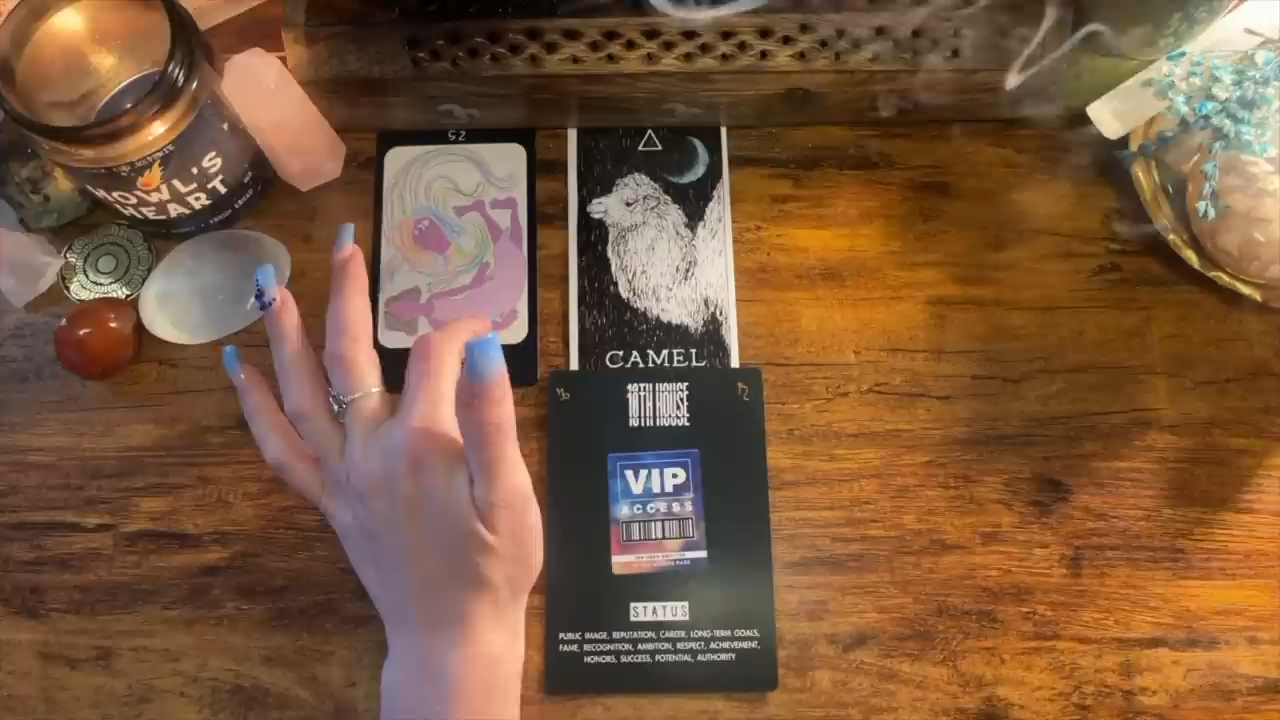 HOWL'S
HEART
25
CAMEL
10TH HOUSE
VIP
ACCESS
STATUS
PUBLIC IMAGE, REPUTATION, CAREER, LONG-TERM GOALS,
FAME, RECOGNITION, AMBITION, RESPECT, ACHIEVEMENT,
HONORS, SUCCESS, POTENTIAL, AUTHORITY